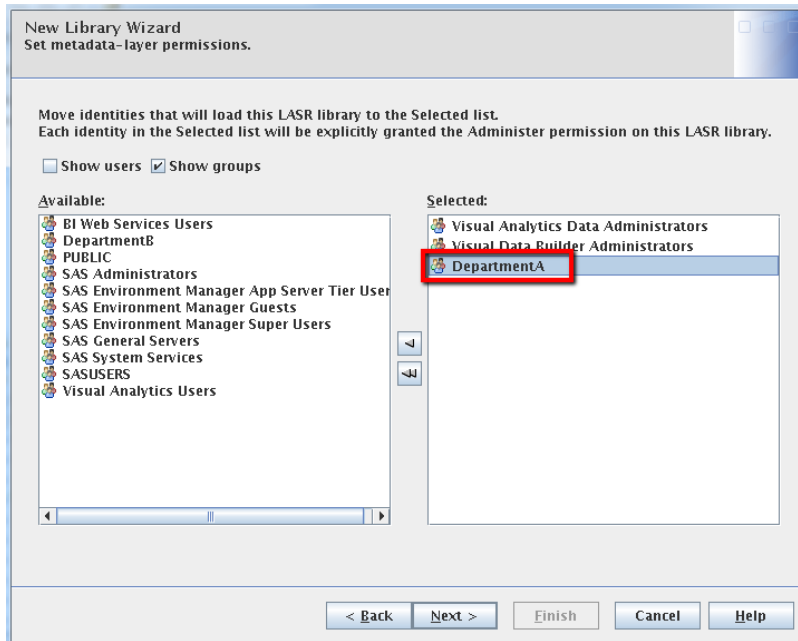 New Library Wizard
Set metadata-layer permissions.
Move identities that will load this LASR library to the Selected list.
Each identity in the Selected list will be explicitly granted the Administer permission on this LASR library.
Show users Show groups
Available:
BI Web Services Users
DepartmentB
PUBLIC
SAS Administrators
SAS Environment Manager App Server Tier User
SAS Environment Manager Guests
SAS Environment Manager Super Users
SAS General Servers
SAS System Services
SASUSERS
Visual Analytics Users
Selected:
Visual Analytics Data Administrators
Visual Data Builder Administrators
DepartmentA
< Back Next > Finish Cancel Help